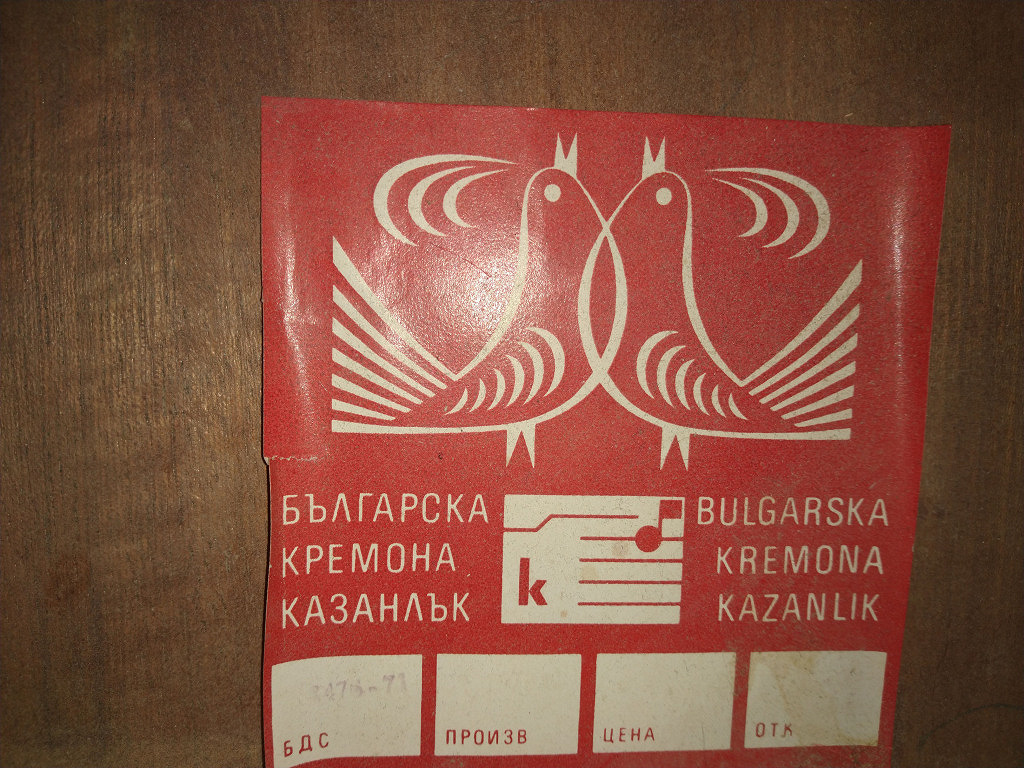 БЪЛГАРСКА
КРЕМОНА
КАЗАНЛЪК
k
BULGARSKA
KREMONA
KAZANLIK
БДС
ПРОИЗВ
ЦЕНА
ОТК